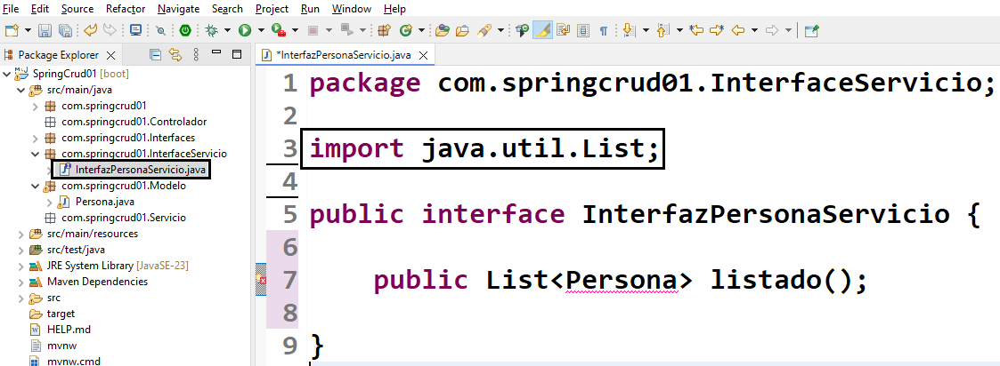 File Edit Source Refactor Navigate Search Project Run Window Help
Package Explorer
*InterfazPersonaServicio.java
SpringCrud01 [boot]
src/main/java
com.springcrud01
com.springcrud01.Controlador
com.springcrud01.Interfaces
com.springcrud01.InterfaceServicio
InterfazPersonaServicio.java
com.springcrud01.Modelo
Persona.java
com.springcrud01.Servicio
src/main/resources
src/test/java
JRE System Library [JavaSE-23]
Maven Dependencies
src
target
HELP.md
mvnw
mvnw.cmd
1 package com.springcrud01.InterfaceServicio;
2
3 import java.util.List;
4
5 public interface InterfazPersonaServicio {
6
7 public List<Persona> listado();
8
9 }